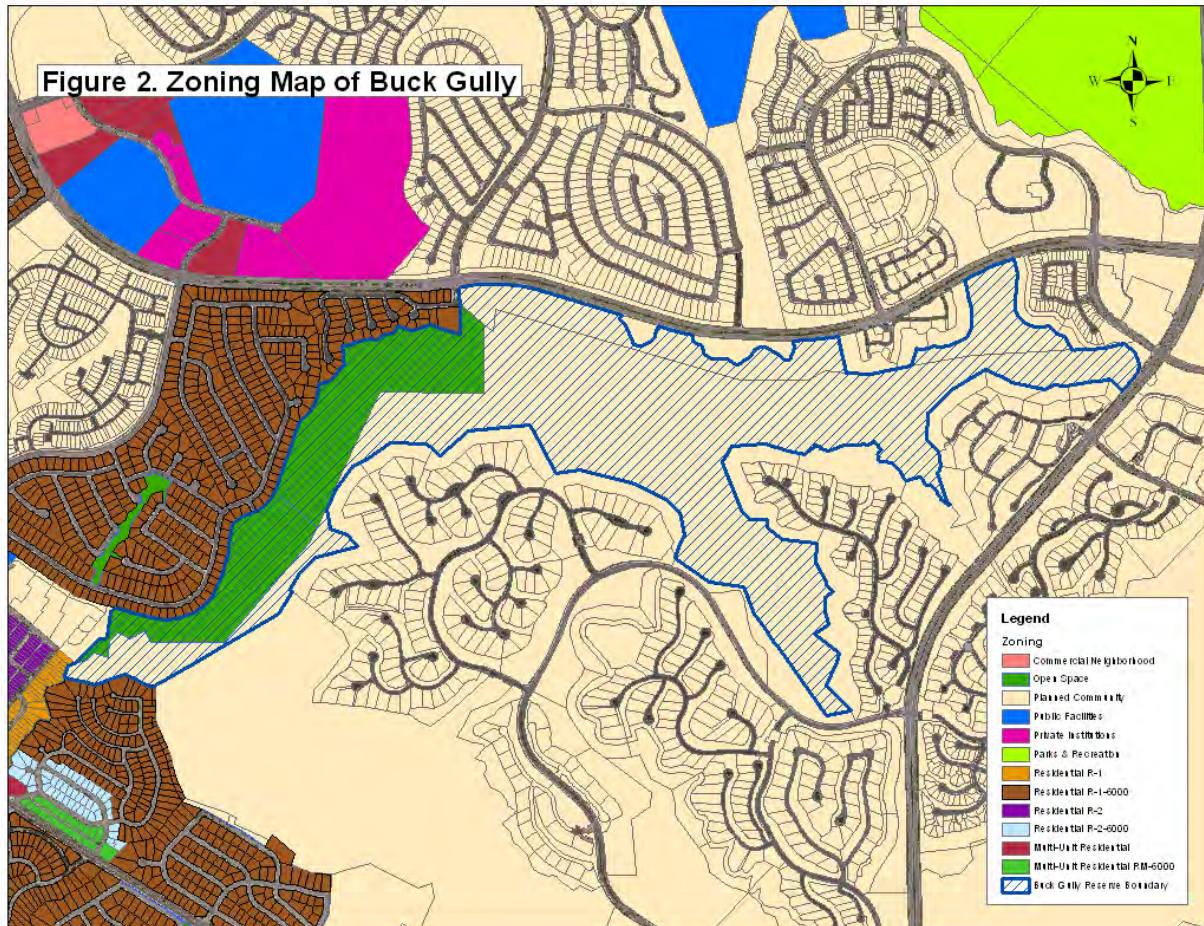 Figure 2. Zoning Map of Buck Gully
N
W
E
S
Legend
Zoning
Commercial Neighborhood
Open Space
Planned Community
Public Facilities
Private Institutions
Parks & Recreation
Residential R-1
Residential R-1-6000
Residential R-2
Residential R-2-6000
Multi-Unit Residential
Multi-Unit Residential RM-6000
Buck Gully Reserve Boundary